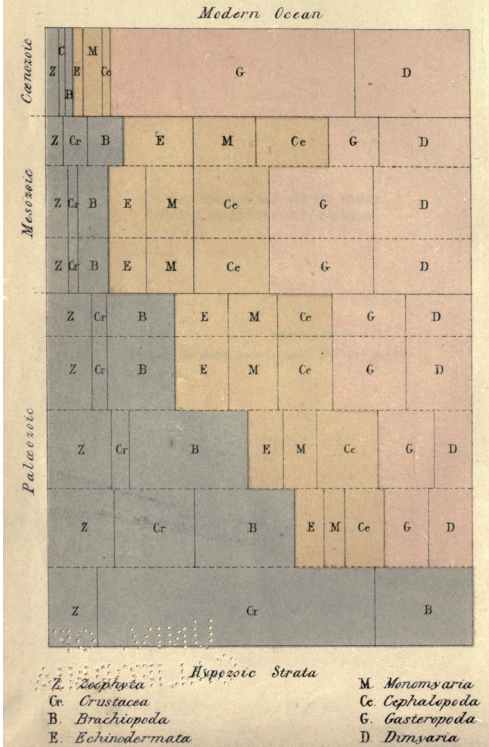 Modern Ocean
Cænozoic
Z C B E M Ce G D
Mesozoic
Z Cr B E M Ce G D
Z Cr B E M Ce G D
Z Cr B E M Ce G D
Palæozoic
Z Cr B E M Ce G D
Z Cr B E M Ce G D
Z Cr B E M Ce G D
Z Cr B E M Ce G D
Z Cr B
Hypozoic Strata
Z. Zoophyta
Cr. Crustacea
B. Brachiopoda
E. Echinodermata
M. Monomyaria
Ce. Cephalopoda
G. Gasteropoda
D. Dimyaria